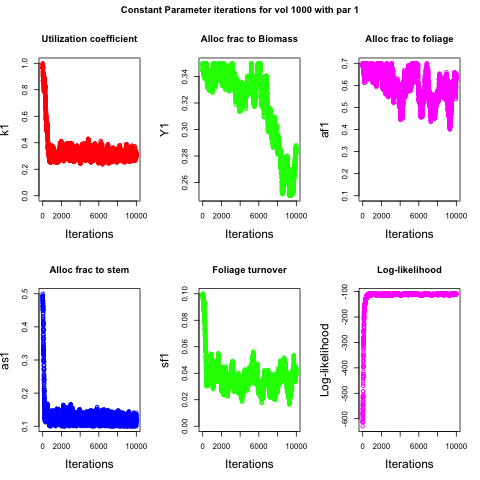 Constant Parameter iterations for vol 1000 with par 1
Utilization coefficient
Alloc frac to Biomass
Alloc frac to foliage
k1
0.0 0.2 0.4 0.6 0.8 1.0
0 2000 6000 10000
Iterations
Y1
0.26 0.28 0.30 0.32 0.34
0 2000 6000 10000
Iterations
af1
0.1 0.2 0.3 0.4 0.5 0.6 0.7
0 2000 6000 10000
Iterations
Alloc frac to stem
Foliage turnover
Log-likelihood
as1
0.1 0.2 0.3 0.4 0.5
0 2000 6000 10000
Iterations
sf1
0.00 0.02 0.04 0.06 0.08 0.10
0 2000 6000 10000
Iterations
Log-likelihood
-600 -500 -400 -300 -200 -100
0 2000 6000 10000
Iterations